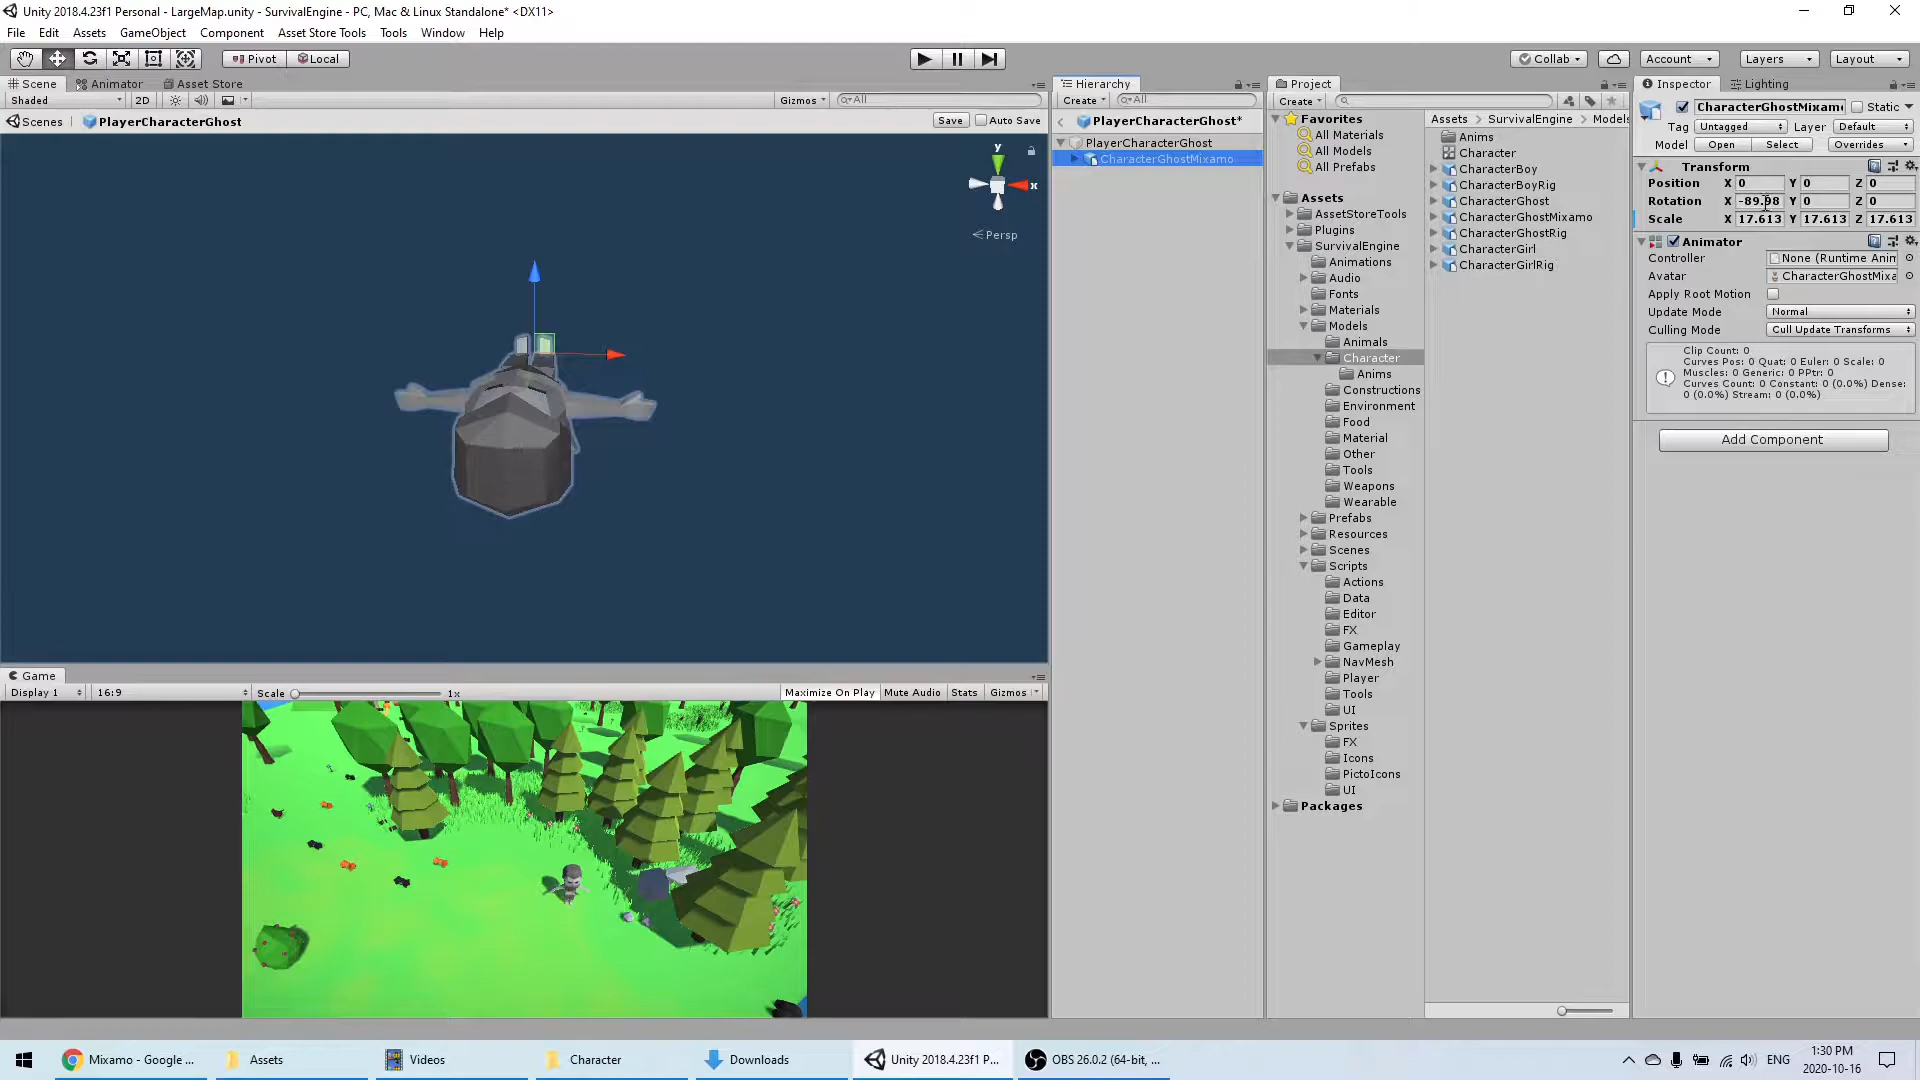 Unity 2018.4.23f1 Personal - LargeMap.unity - SurvivalEngine - PC, Mac & Linux Standalone* <DX11>
File Edit Assets GameObject Component Asset Store Tools Tools Window Help
Pivot Local Collab Account Layers Layout
Scene Animator Asset Store
Shaded 2D Gizmos All
Scenes PlayerCharacterGhost Save Auto Save
y
x
Persp
Game
Display 1 16:9 Scale 1x Maximize On Play Mute Audio Stats Gizmos
Hierarchy
Create All
PlayerCharacterGhost*
PlayerCharacterGhost
CharacterGhostMixamo
Project
Create
Favorites
All Materials
All Models
All Prefabs
Assets
AssetStoreTools
Plugins
SurvivalEngine
Animations
Audio
Fonts
Materials
Models
Animals
Character
Anims
Constructions
Environment
Food
Material
Other
Tools
Weapons
Wearable
Prefabs
Resources
Scenes
Scripts
Actions
Data
Editor
FX
Gameplay
NavMesh
Player
Tools
UI
Sprites
FX
Icons
PictoIcons
UI
Packages
Assets SurvivalEngine Models
Anims
Character
CharacterBoy
CharacterBoyRig
CharacterGhost
CharacterGhostMixamo
CharacterGhostRig
CharacterGirl
CharacterGirlRig
Inspector Lighting
CharacterGhostMixam Static
Tag Untagged Layer Default
Model Open Select Overrides
Transform
Position X 0 Y 0 Z 0
Rotation X -89.98 Y 0 Z 0
Scale X 17.613 Y 17.613 Z 17.613
Animator
Controller None (Runtime Anim
Avatar CharacterGhostMixa
Apply Root Motion
Update Mode Normal
Culling Mode Cull Update Transforms
Clip Count: 0
Curves Pos: 0 Quat: 0 Euler: 0 Scale: 0
Muscles: 0 Generic: 0 PPtr: 0
Curves Count: 0 Constant: 0 (0.0%) Dense:
0 (0.0%) Stream: 0 (0.0%)
Add Component
Mixamo - Google ... Assets Videos Character Downloads Unity 2018.4.23f1 P... OBS 26.0.2 (64-bit, ... ENG
1:30 PM
2020-10-16